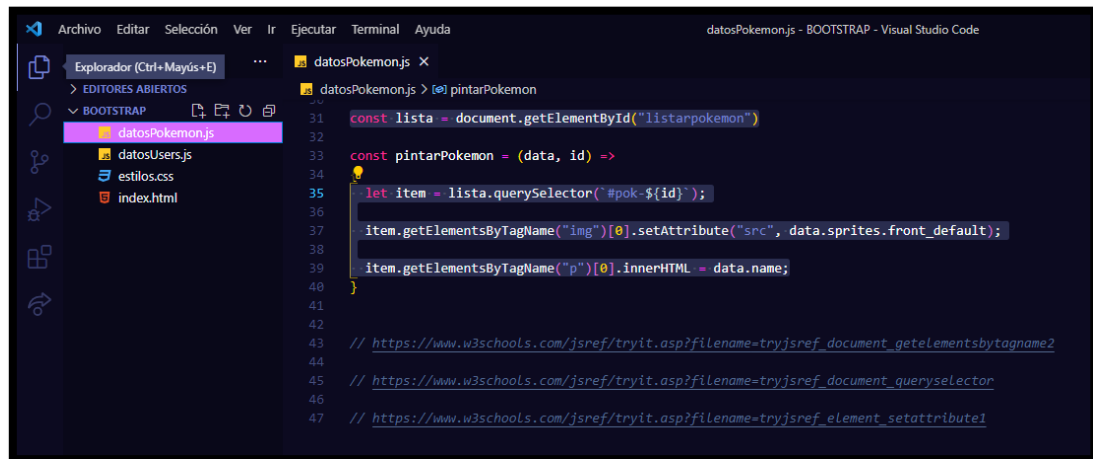 Archivo Editar Selección Ver Ir Ejecutar Terminal Ayuda
datosPokemon.js - BOOTSTRAP - Visual Studio Code
Explorador (Ctrl+Mayús+E) ···
JS datosPokemon.js ×
> EDITORES ABIERTOS
JS datosPokemon.js > pintarPokemon
BOOTSTRAP
JS datosPokemon.js
JS datosUsers.js
estilos.css
index.html
30
31 const lista = document.getElementById("listarpokemon")
32
33 const pintarPokemon = (data, id) =>
34
35 let item = lista.querySelector(`#pok-${id}`);
36
37 item.getElementsByTagName("img")[0].setAttribute("src", data.sprites.front_default);
38
39 item.getElementsByTagName("p")[0].innerHTML = data.name;
40 }
41
42
43 // https://www.w3schools.com/jsref/tryit.asp?filename=tryjsref_document_getelementsbytagname2
44
45 // https://www.w3schools.com/jsref/tryit.asp?filename=tryjsref_document_queryselector
46
47 // https://www.w3schools.com/jsref/tryit.asp?filename=tryjsref_element_setattribute1